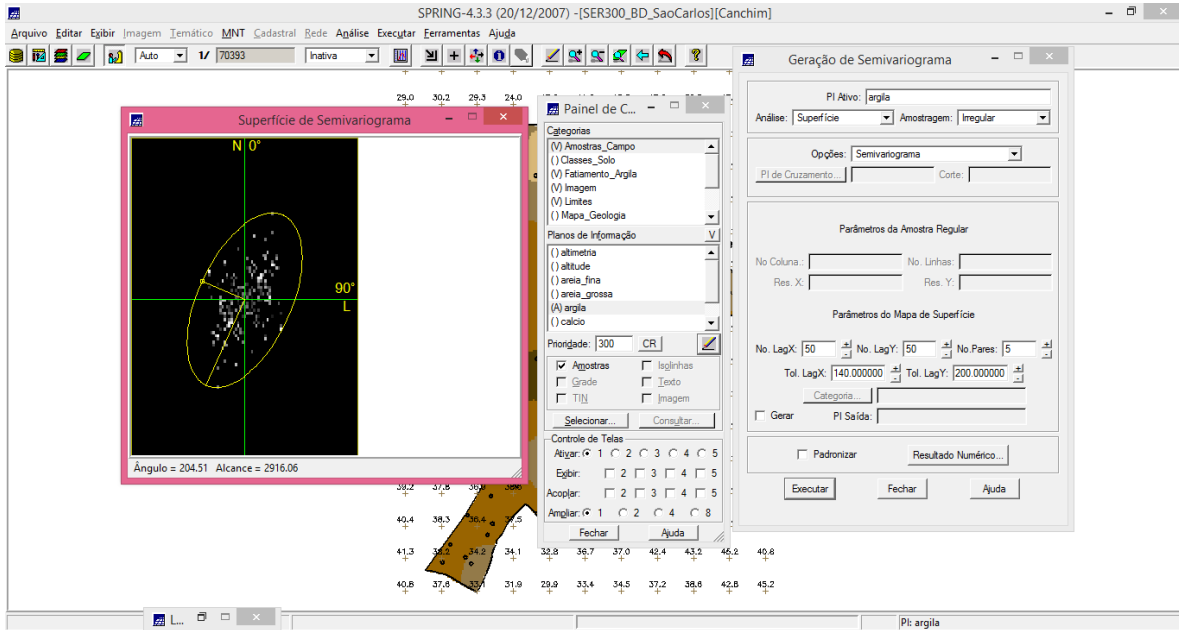 SPRING-4.3.3 (20/12/2007) -[SER300_BD_SaoCarlos][Canchim]
Arquivo Editar Exibir Imagem Temático MNT Cadastral Rede Análise Executar Ferramentas Ajuda
Auto 1/ 70393 Inativa
29.0 30.2 29.3 24.0
Superfície de Semivariograma
N 0°
90°
L
Ângulo = 204.51 Alcance = 2916.06
Painel de C...
Categorias
(V) Amostras_Campo
( ) Classes_Solo
(V) Fatiamento_Argila
(V) Imagem
(V) Limites
( ) Mapa_Geologia
Planos de Informação V
( ) altimetria
( ) altitude
( ) areia_fina
( ) areia_grossa
(A) argila
( ) calcio
Prioridade: 300 CR
Amostras Isolinhas
Grade Texto
TIN Imagem
Selecionar... Consultar...
Controle de Telas
Ativar: 1 2 3 4 5
Exibir: 2 3 4 5
Acoplar: 2 3 4 5
Ampliar: 1 2 4 8
Fechar Ajuda
Geração de Semivariograma
PI Ativo: argila
Análise: Superfície Amostragem: Irregular
Opções: Semivariograma
PI de Cruzamento... Corte:
Parâmetros da Amostra Regular
No Coluna.: No. Linhas:
Res. X: Res. Y:
Parâmetros do Mapa de Superfície
No. LagX: 50 No. LagY: 50 No.Pares: 5
Tol. LagX: 140.000000 Tol. LagY: 200.000000
Categoria...
Gerar PI Saída:
Padronizar Resultado Numérico...
Executar Fechar Ajuda
39.2 37.8 36.9 38.6
40.4 38.3 36.4 37.5
41.3 34.2 34.1 32.8 36.7 37.0 42.4 43.2 45.2 40.6
40.8 37.6 33.1 31.9 29.9 33.4 34.5 37.2 38.6 42.8 45.2
L...
PI: argila